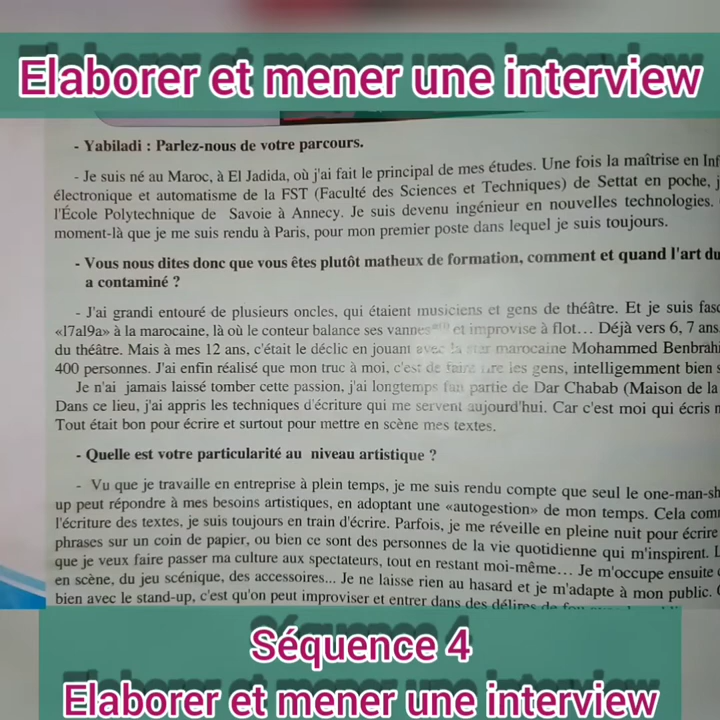 Elaborer et mener une interview
- Yabiladi : Parlez-nous de votre parcours.
- Je suis né au Maroc, à El Jadida, où j'ai fait le principal de mes études. Une fois la maîtrise en Inf
électronique et automatisme de la FST (Faculté des Sciences et Techniques) de Settat en poche, j
l'École Polytechnique de Savoie à Annecy. Je suis devenu ingénieur en nouvelles technologies.
moment-là que je me suis rendu à Paris, pour mon premier poste dans lequel je suis toujours.
- Vous nous dites donc que vous êtes plutôt matheux de formation, comment et quand l'art du
a contaminé ?
- J'ai grandi entouré de plusieurs oncles, qui étaient musiciens et gens de théâtre. Et je suis fasc
«l7al9a» à la marocaine, là où le conteur balance ses vannes et improvise à flot… Déjà vers 6, 7 ans
du théâtre. Mais à mes 12 ans, c'était le déclic en jouant avec la star marocaine Mohammed Benbrahi
400 personnes. J'ai enfin réalisé que mon truc à moi, c'est de faire rire les gens, intelligemment bien s
Je n'ai jamais laissé tomber cette passion, j'ai longtemps fait partie de Dar Chabab (Maison de la
Dans ce lieu, j'ai appris les techniques d'écriture qui me servent aujourd'hui. Car c'est moi qui écris m
Tout était bon pour écrire et surtout pour mettre en scène mes textes.
- Quelle est votre particularité au niveau artistique ?
- Vu que je travaille en entreprise à plein temps, je me suis rendu compte que seul le one-man-sh
up peut répondre à mes besoins artistiques, en adoptant une «autogestion» de mon temps. Cela com
l'écriture des textes, je suis toujours en train d'écrire. Parfois, je me réveille en pleine nuit pour écrire
phrases sur un coin de papier, ou bien ce sont des personnes de la vie quotidienne qui m'inspirent. L
que je veux faire passer ma culture aux spectateurs, tout en restant moi-même… Je m'occupe ensuite
en scène, du jeu scénique, des accessoires... Je ne laisse rien au hasard et je m'adapte à mon public.
bien avec le stand-up, c'est qu'on peut improviser et entrer dans des délires de
Séquence 4
Elaborer et mener une interview